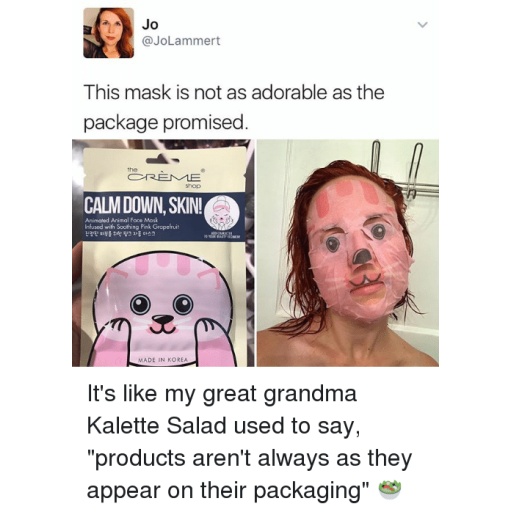 Jo
@JoLammert
This mask is not as adorable as the
package promised.
the
CRÈME
shop
CALM DOWN, SKIN!
Animated Animal Face Mask
Infused with Soothing Pink Grapefruit
MADE IN KOREA
It's like my great grandma
Kalette Salad used to say,
"products aren't always as they
appear on their packaging" 🥗